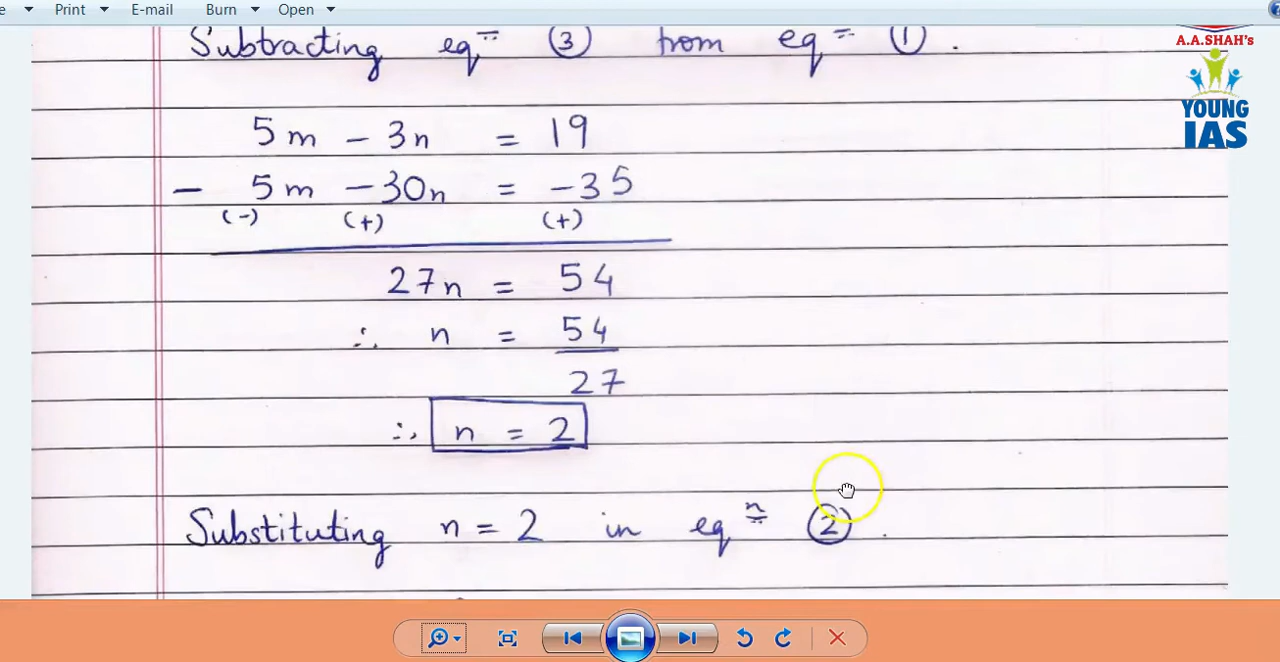 Print E-mail Burn Open
Subtracting eqn ③ from eqn ① .
A.A.SHAH's
YOUNG
IAS
5m - 3n = 19
- 5m - 30n = -35
(-) (+) (+)
27n = 54
∴ n = 54
27
∴ n = 2
Substituting n = 2 in eqn ② .